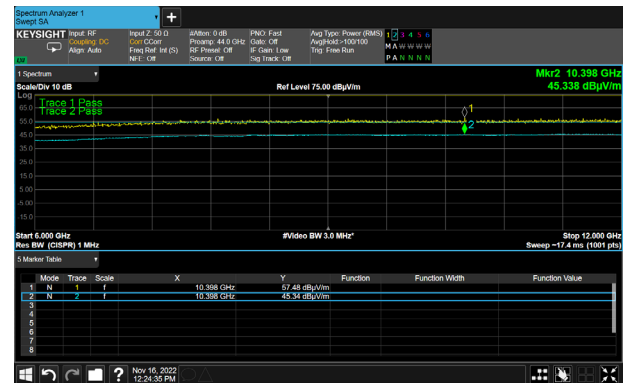 Spectrum Analyzer 1
Swept SA
+
KEYSIGHT Input: RF Input Z: 50 Ω #Atten: 0 dB PNO: Fast Avg Type: Power (RMS) 1 2 3 4 5 6
Coupling: DC Corr CCorr Preamp: 44.0 GHz Gate: Off Avg|Hold:>100/100 M A W W W W
Align: Auto Freq Ref: Int (S) RF Presel: Off IF Gain: Low Trig: Free Run
NFE: Off Source: Off Sig Track: Off P A N N N N
1 Spectrum Mkr2 10.398 GHz
Scale/Div 10 dB Ref Level 75.00 dBµV/m 45.338 dBµV/m
Log
Trace 1 Pass
Trace 2 Pass
65.0
55.0
45.0
35.0
25.0
15.0
5.00
-5.00
-15.0
1
2
Start 6.000 GHz #Video BW 3.0 MHz* Stop 12.000 GHz
Res BW (CISPR) 1 MHz Sweep ~17.4 ms (1001 pts)
5 Marker Table
Mode Trace Scale X Y Function Function Width Function Value
1 N 1 f 10.398 GHz 57.48 dBµV/m
2 N 2 f 10.398 GHz 45.34 dBµV/m
3
4
5
6
7
8
? Nov 16, 2022
12:24:35 PM